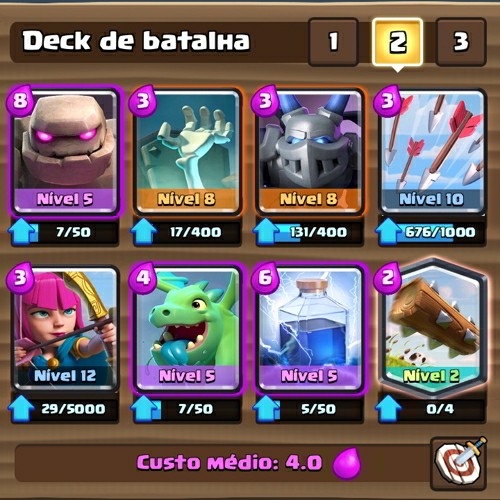 Deck de batalha 1 2 3
8 3 3 3
Nível 5 Nível 8 Nível 8 Nível 10
7/50 17/400 131/400 676/1000
3 4 6 2
Nível 12 Nível 5 Nível 5 Nível 2
29/5000 7/50 5/50 0/4
Custo médio: 4.0